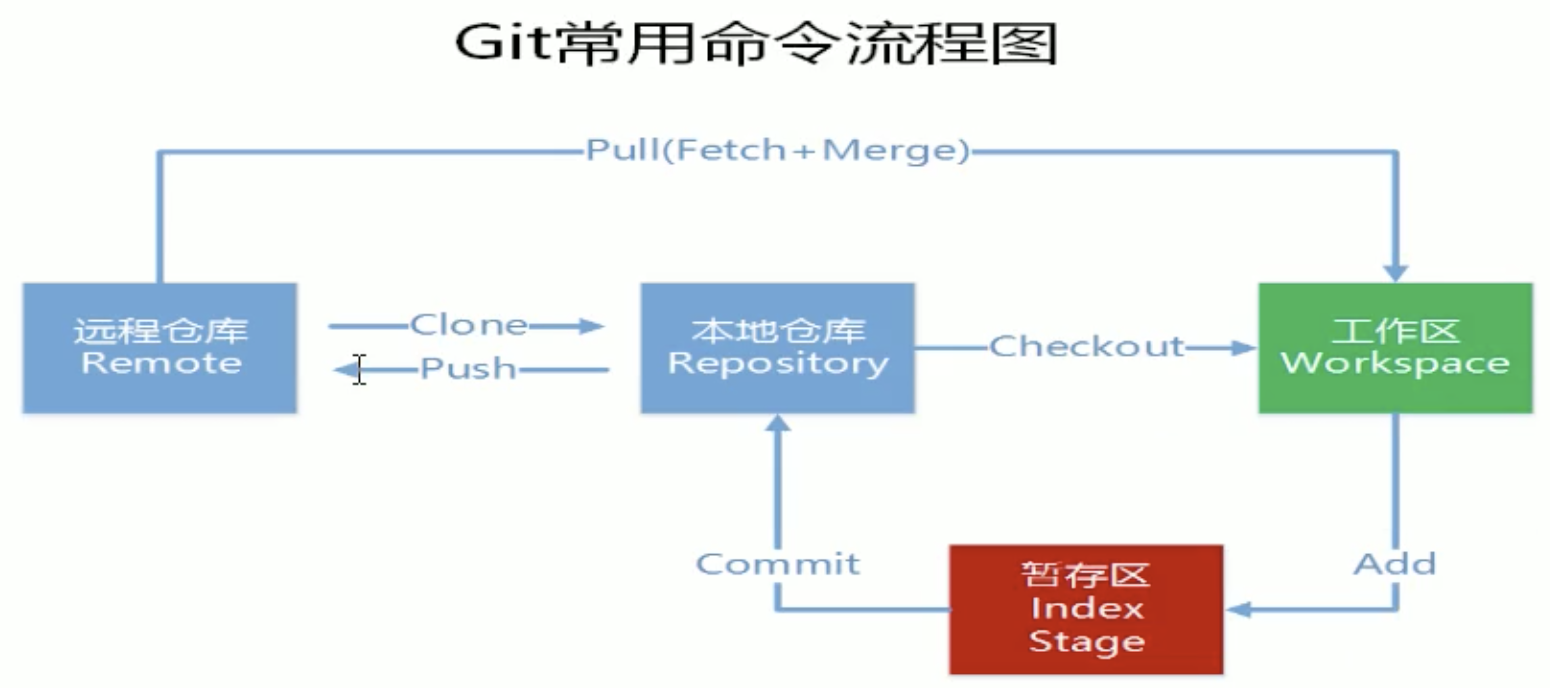 Git常用命令流程图
Pull(Fetch+Merge)
远程仓库
Remote
Clone
Push
本地仓库
Repository
Checkout
工作区
Workspace
Commit
暂存区
Index
Stage
Add